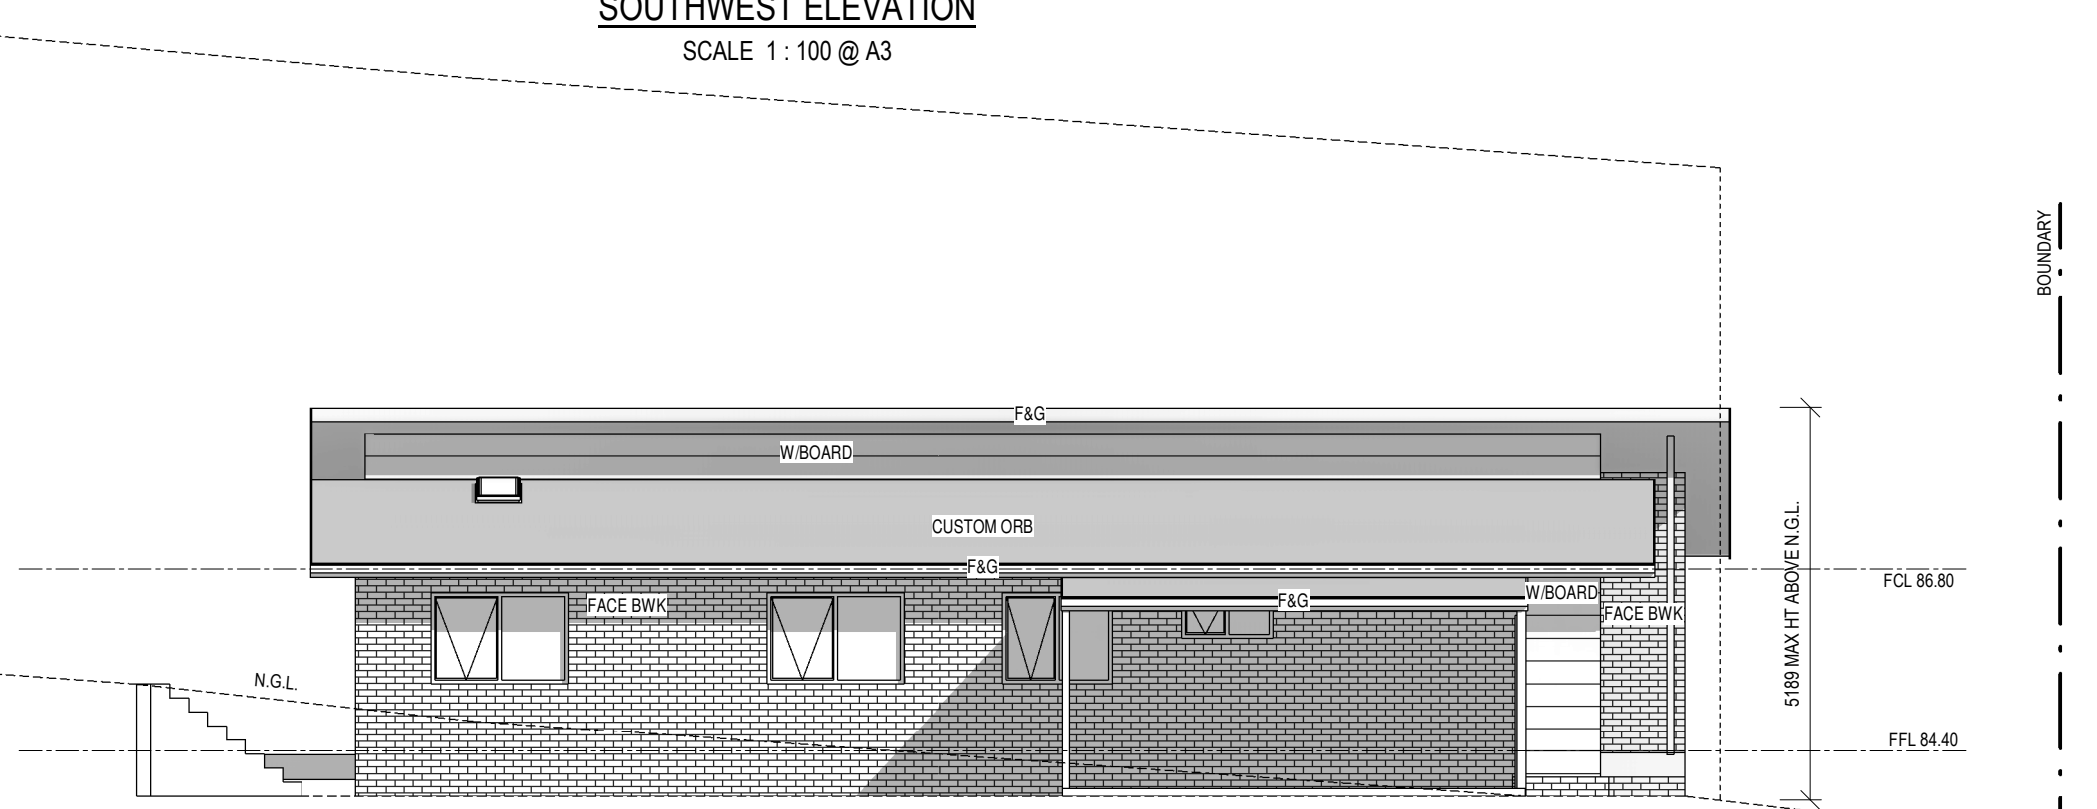 SOUTHWEST ELEVATION
SCALE 1 : 100 @ A3
BOUNDARY
F&G
W/BOARD
CUSTOM ORB
F&G
FCL 86.80
FACE BWK
F&G
W/BOARD
FACE BWK
5189 MAX HT ABOVE N.G.L.
N.G.L.
FFL 84.40